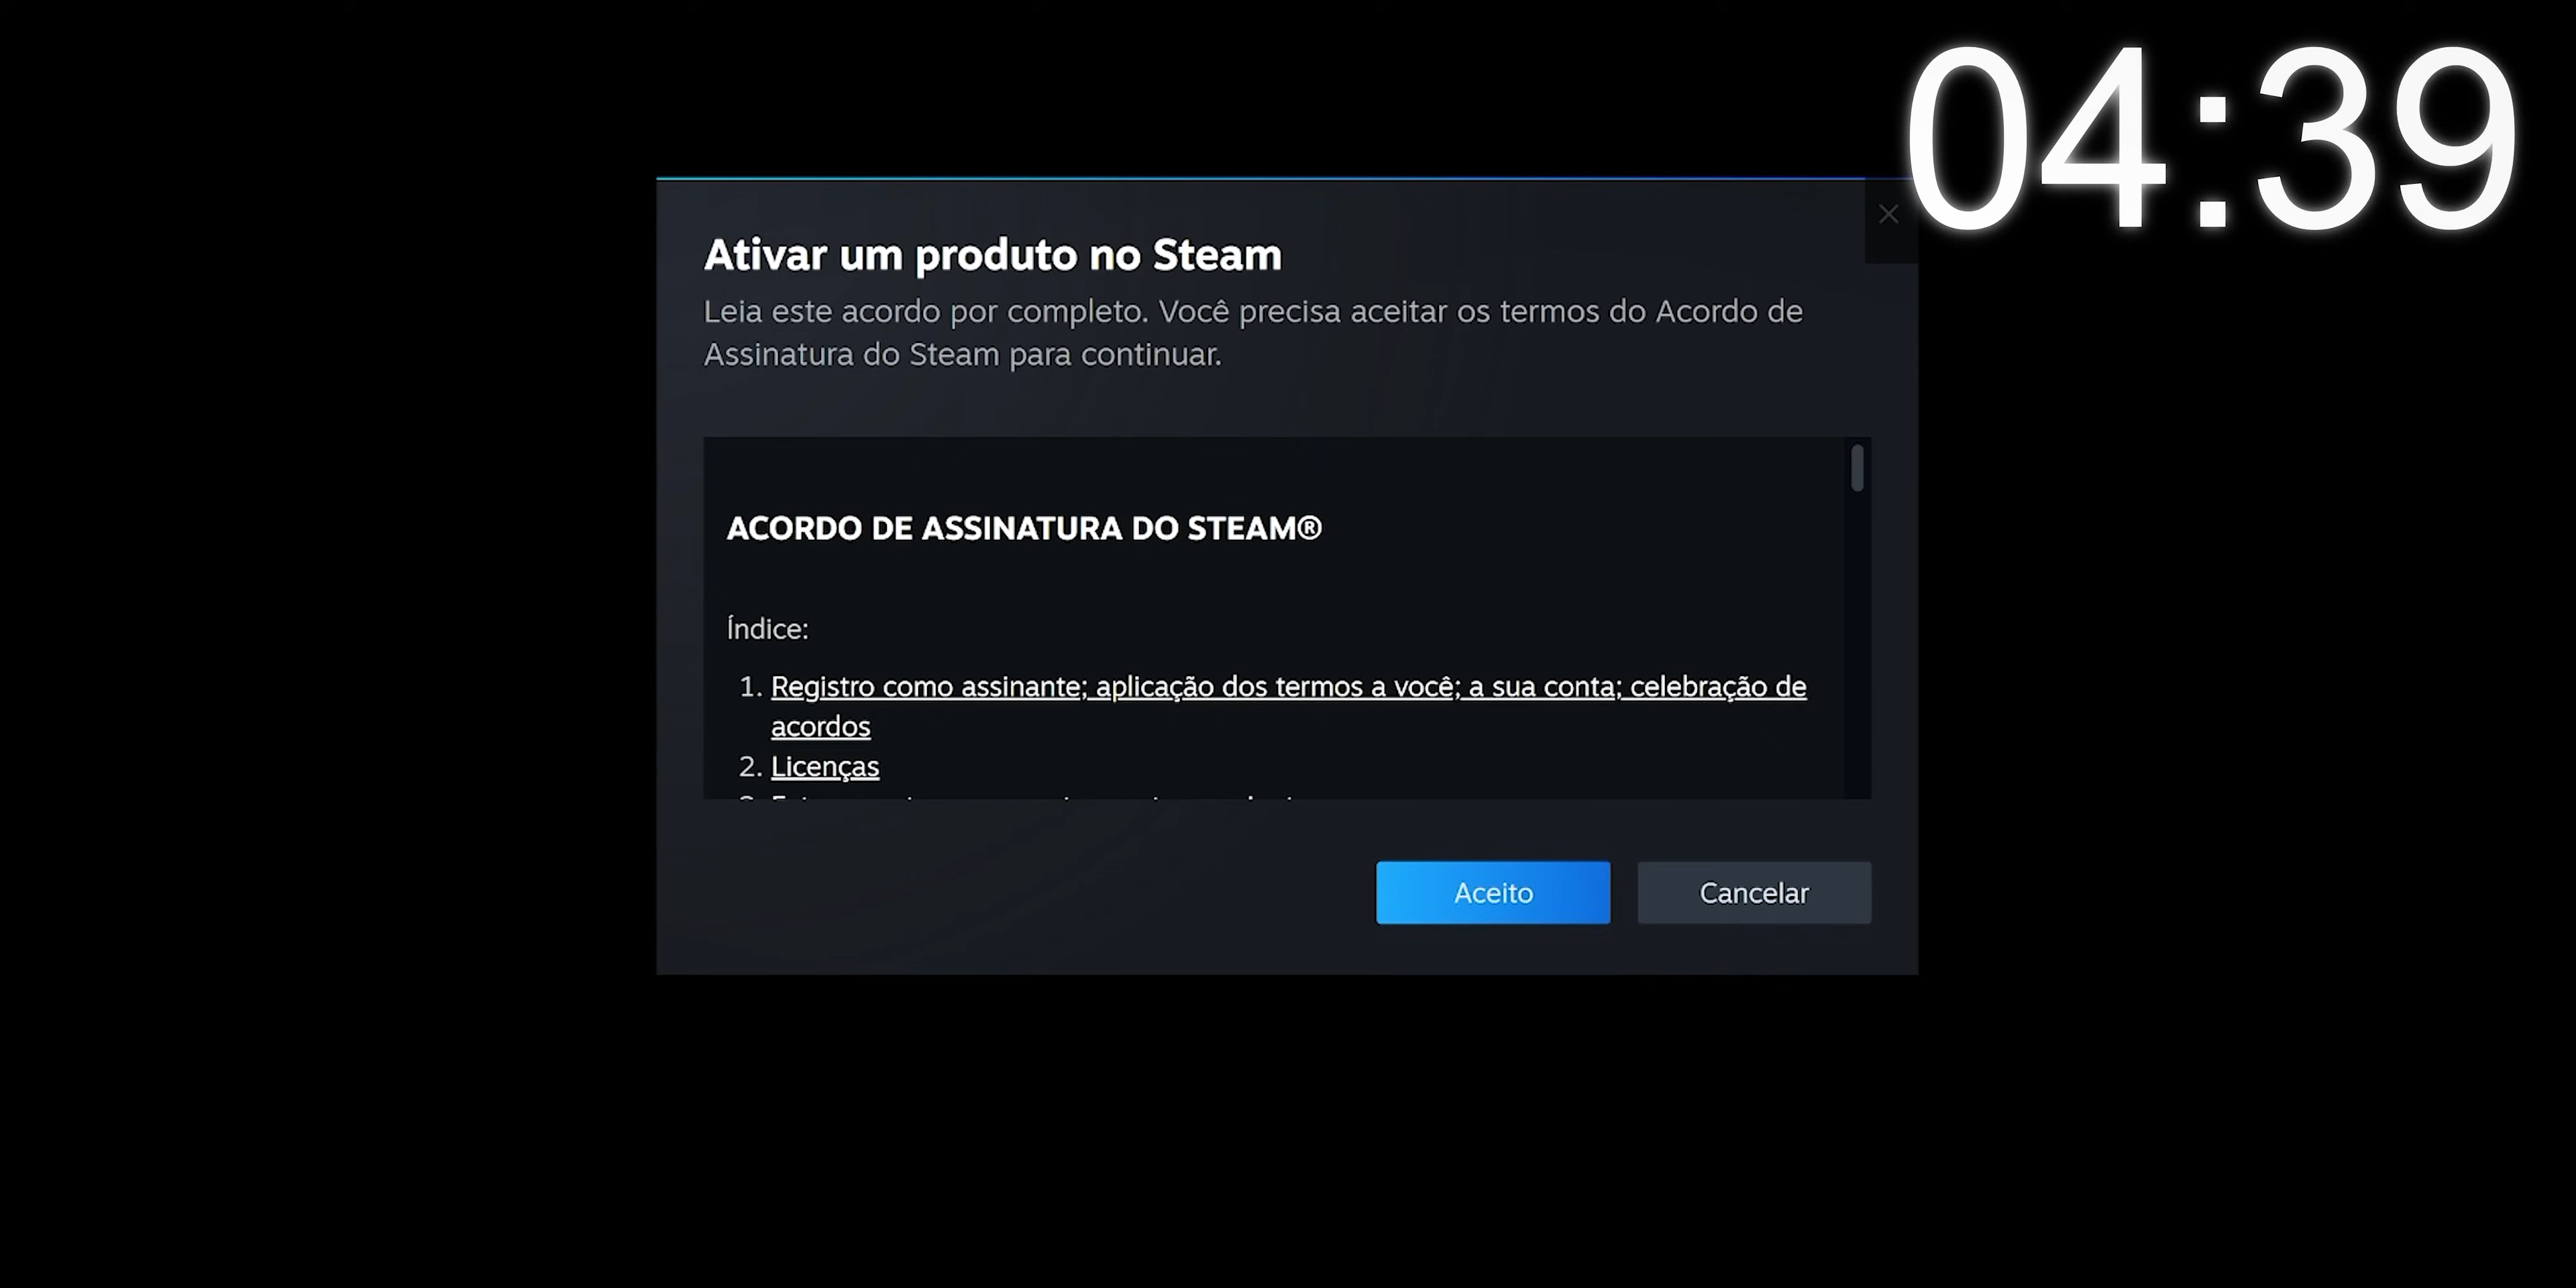 04:39
Ativar um produto no Steam
Leia este acordo por completo. Você precisa aceitar os termos do Acordo de
Assinatura do Steam para continuar.
ACORDO DE ASSINATURA DO STEAM®
Índice:
1. Registro como assinante; aplicação dos termos a você; a sua conta; celebração de
acordos
2. Licenças
Aceito
Cancelar